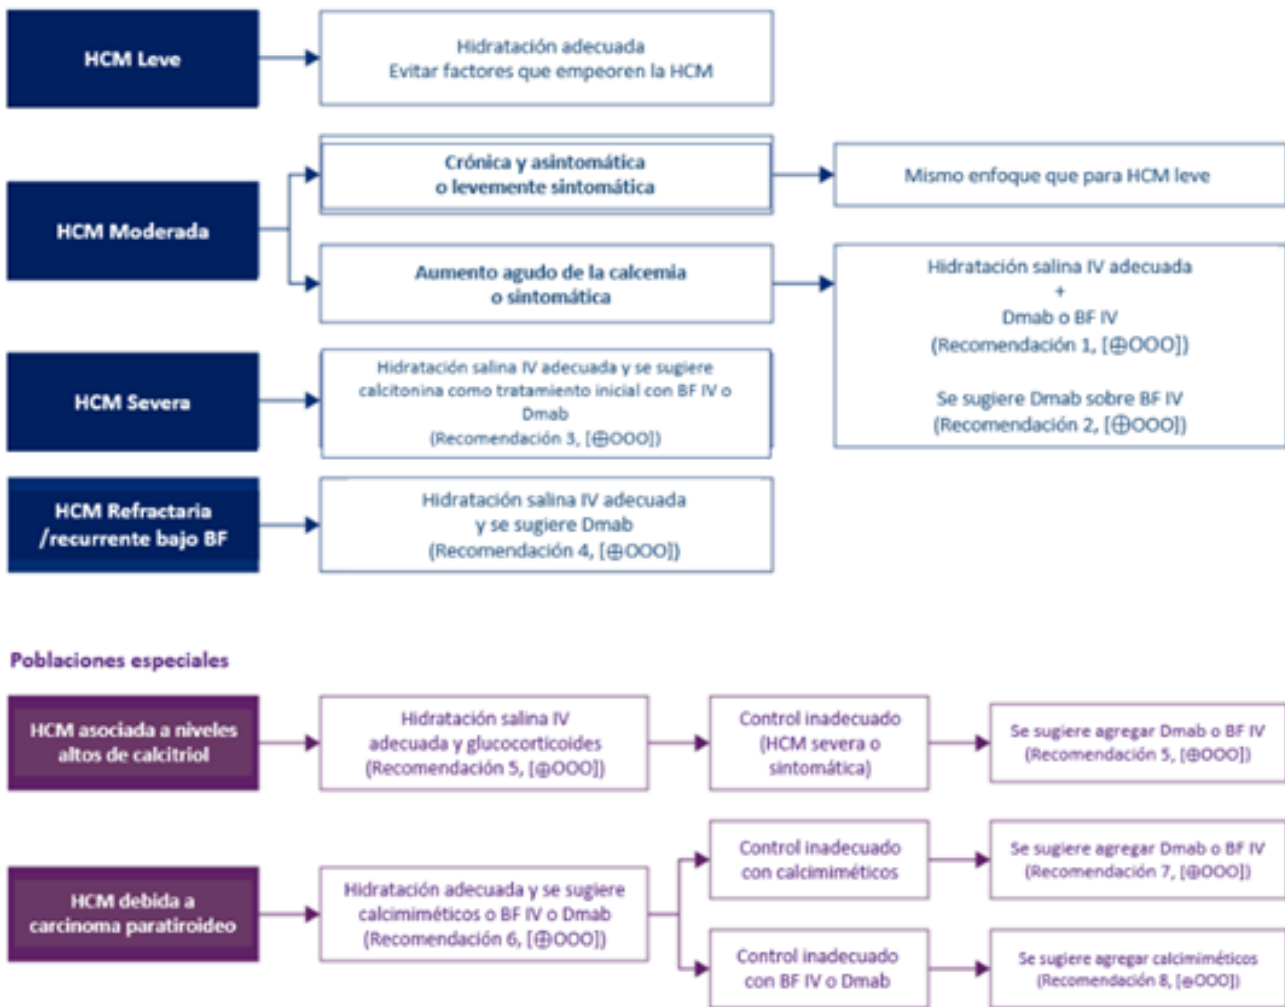 HCM Leve
Hidratación adecuada
Evitar factores que empeoren la HCM
HCM Moderada
Crónica y asintomática
o levemente sintomática
Mismo enfoque que para HCM leve
Aumento agudo de la calcemia
o sintomática
Hidratación salina IV adecuada
+
Dmab o BF IV
(Recomendación 1, [⊕OOO])
Se sugiere Dmab sobre BF IV
(Recomendación 2, [⊕OOO])
HCM Severa
Hidratación salina IV adecuada y se sugiere
calcitonina como tratamiento inicial con BF IV o
Dmab
(Recomendación 3, [⊕OOO])
HCM Refractaria
/recurrente bajo BF
Hidratación salina IV adecuada
y se sugiere Dmab
(Recomendación 4, [⊕OOO])
Poblaciones especiales
HCM asociada a niveles
altos de calcitriol
Hidratación salina IV
adecuada y glucocorticoides
(Recomendación 5, [⊕OOO])
Control inadecuado
(HCM severa o
sintomática)
Se sugiere agregar Dmab o BF IV
(Recomendación 5, [⊕OOO])
HCM debida a
carcinoma paratiroideo
Hidratación adecuada y se sugiere
calcimiméticos o BF IV o Dmab
(Recomendación 6, [⊕OOO])
Control inadecuado
con calcimiméticos
Se sugiere agregar Dmab o BF IV
(Recomendación 7, [⊕OOO])
Control inadecuado
con BF IV o Dmab
Se sugiere agregar calcimiméticos
(Recomendación 8, [⊕OOO])